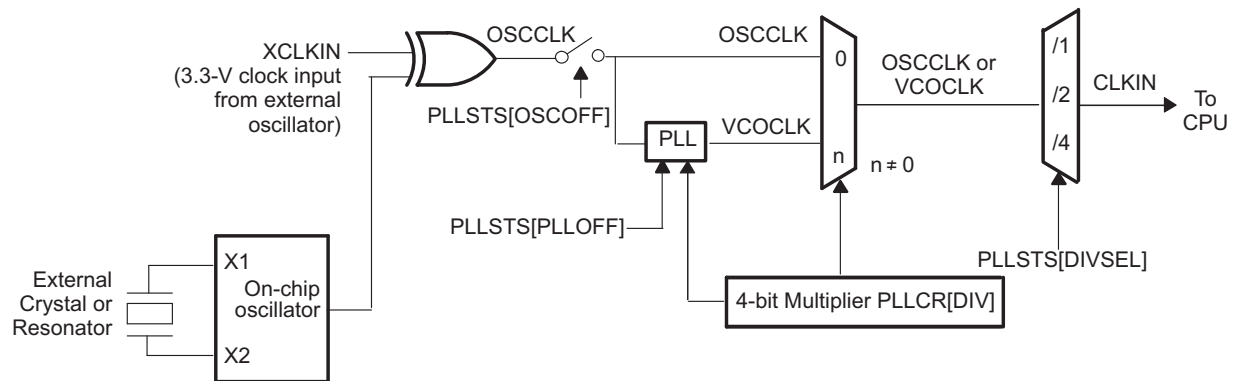 XCLKIN
(3.3-V clock input
from external
oscillator)
OSCCLK
PLLSTS[OSCOFF]
OSCCLK
0
OSCCLK or
VCOCLK
/1
/2
/4
CLKIN
To
CPU
PLL
VCOCLK
n
n ≠ 0
PLLSTS[PLLOFF]
PLLSTS[DIVSEL]
4-bit Multiplier PLLCR[DIV]
External
Crystal or
Resonator
X1
On-chip
oscillator
X2